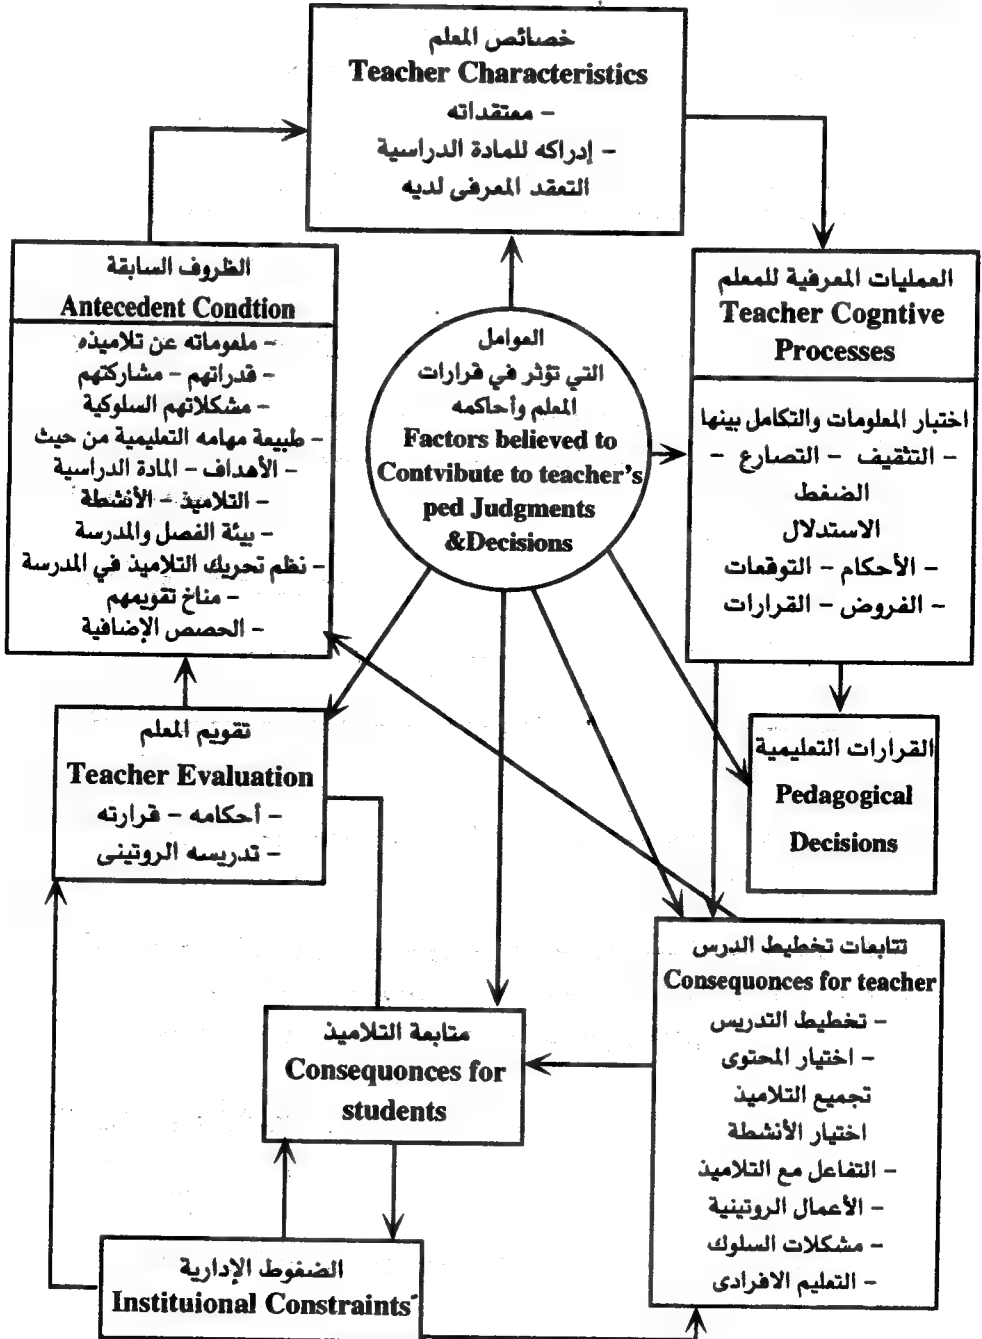 خصائص المعلم
Teacher Characteristics
– معتقداته
– إدراكه للمادة الدراسية
التعقد المعرفى لديه
الظروف السابقة
Antecedent Condtion
– ملعوماته عن تلاميذه
– قدراتهم – مشاركتهم
– مشكلاتهم السلوكية
– طبيعة مهامه التعليمية من حيث
– الأهداف – المادة الدراسية
– التلاميذ – الأنشطة
– بيئة الفصل والمدرسة
– نظم تحريك التلاميذ في المدرسة
– مناخ تقويمهم
– الحصص الإضافية
العوامل
التي تؤثر في قرارات
المعلم وأحاكمه
Factors believed to
Contvibute to teacher's
ped Judgments
&Decisions
العمليات المعرفية للمعلم
Teacher Cogntive
Processes
اختبار المعلومات والتكامل بينها
– التثقيف – التصارع –
الضغط
الاستدلال
– الأحكام – التوقعات
– الفروض – القرارات
تقويم المعلم
Teacher Evaluation
– أحكامه – قرارته
– تدريسه الروتينى
القرارات التعليمية
Pedagogical
Decisions
متابعة التلاميذ
Consequonces for
students
تتابعات تخطيط الدرس
Consequonces for teacher
– تخطيط التدريس
– اختيار المحتوى
تجميع التلاميذ
اختيار الأنشطة
– التفاعل مع التلاميذ
– الأعمال الروتينية
– مشكلات السلوك
– التعليم الافرادى
الضغوط الإدارية
Instituional Constraints